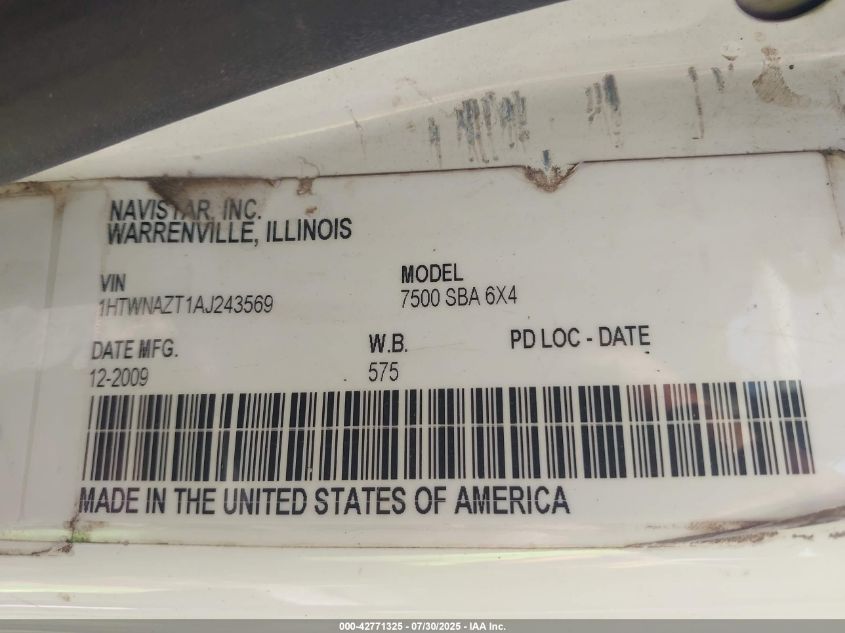 NAVISTAR, INC.
WARRENVILLE, ILLINOIS
VIN
1HTWNAZT1AJ243569
MODEL
7500 SBA 6X4
DATE MFG.
12-2009
W.B.
575
PD LOC - DATE
MADE IN THE UNITED STATES OF AMERICA
000-42771325 - 07/30/2025 - IAA Inc.